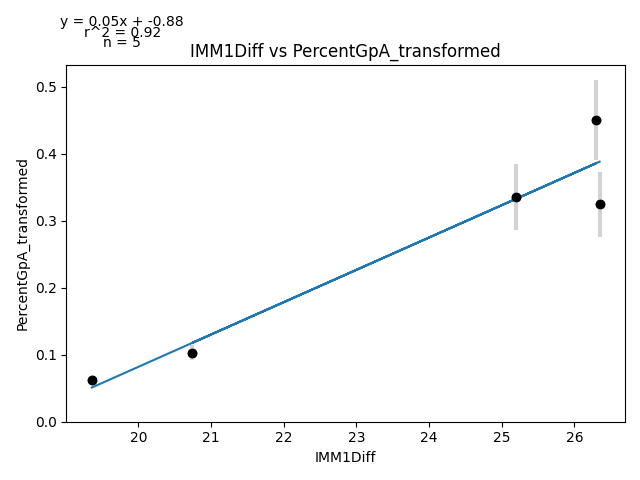 y = 0.05x + -0.88
r^2 = 0.92
n = 5
IMM1Diff vs PercentGpA_transformed
PercentGpA_transformed
0.5
0.4
0.3
0.2
0.1
0.0
20 21 22 23 24 25 26
IMM1Diff